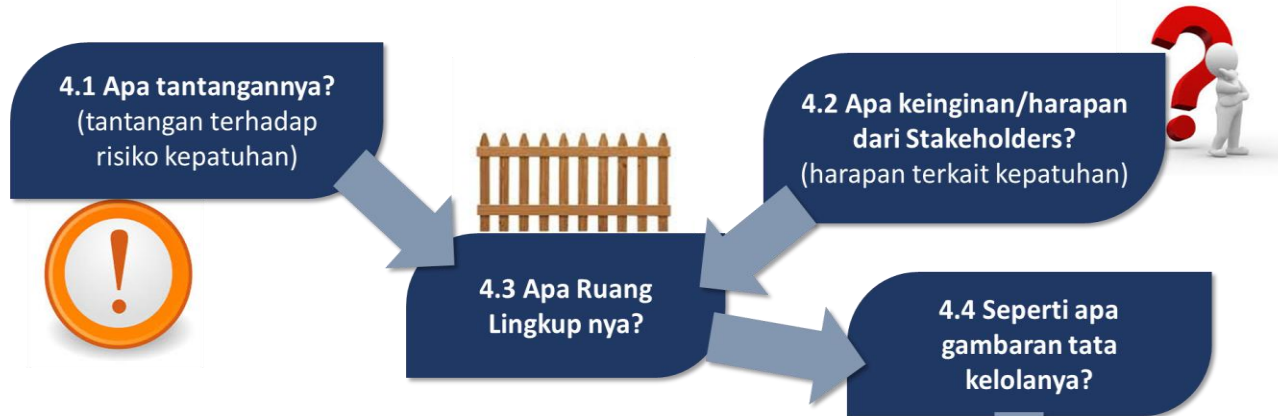 4.1 Apa tantangannya?
(tantangan terhadap
risiko kepatuhan)
4.2 Apa keinginan/harapan
dari Stakeholders?
(harapan terkait kepatuhan)
4.3 Apa Ruang
Lingkup nya?
4.4 Seperti apa
gambaran tata
kelolanya?